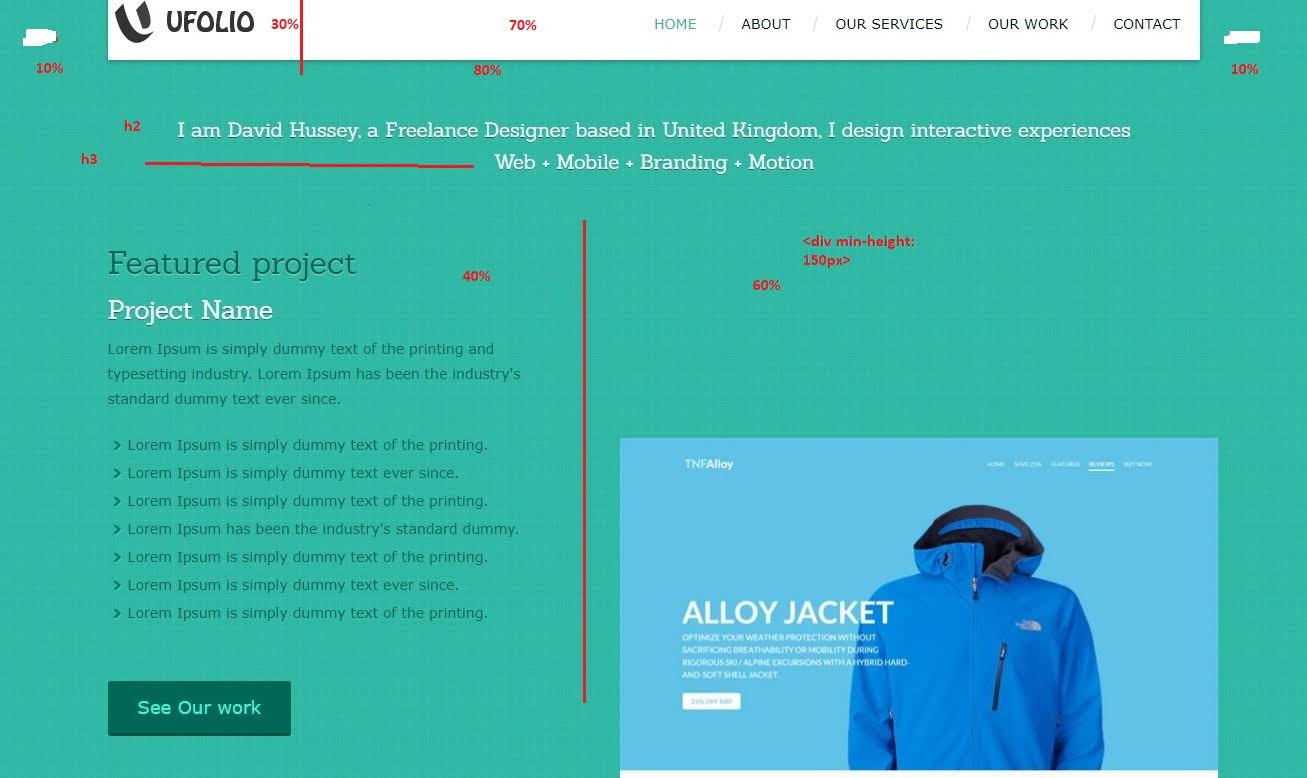 UFOLIO 30% 70% HOME / ABOUT / OUR SERVICES / OUR WORK / CONTACT
10% 80% 10%
h2 I am David Hussey, a Freelance Designer based in United Kingdom, I design interactive experiences
h3 Web + Mobile + Branding + Motion
<div min-height:
150px>
Featured project
40% 60%
Project Name
Lorem Ipsum is simply dummy text of the printing and
typesetting industry. Lorem Ipsum has been the industry's
standard dummy text ever since.
Lorem Ipsum is simply dummy text of the printing.
Lorem Ipsum is simply dummy text ever since.
Lorem Ipsum is simply dummy text of the printing.
Lorem Ipsum has been the industry's standard dummy.
Lorem Ipsum is simply dummy text of the printing.
Lorem Ipsum is simply dummy text ever since.
Lorem Ipsum is simply dummy text of the printing.
See Our work
TNFAlloy HOME SAVE 25% FEATURES REVIEWS BUY NOW
ALLOY JACKET
OPTIMIZE YOUR WEATHER PROTECTION WITHOUT
SACRIFICING BREATHABILITY OR MOBILITY DURING
RIGOROUS SKI / ALPINE EXCURSIONS WITH A HYBRID HARD-
AND-SOFT SHELL JACKET.
25% OFF RRP